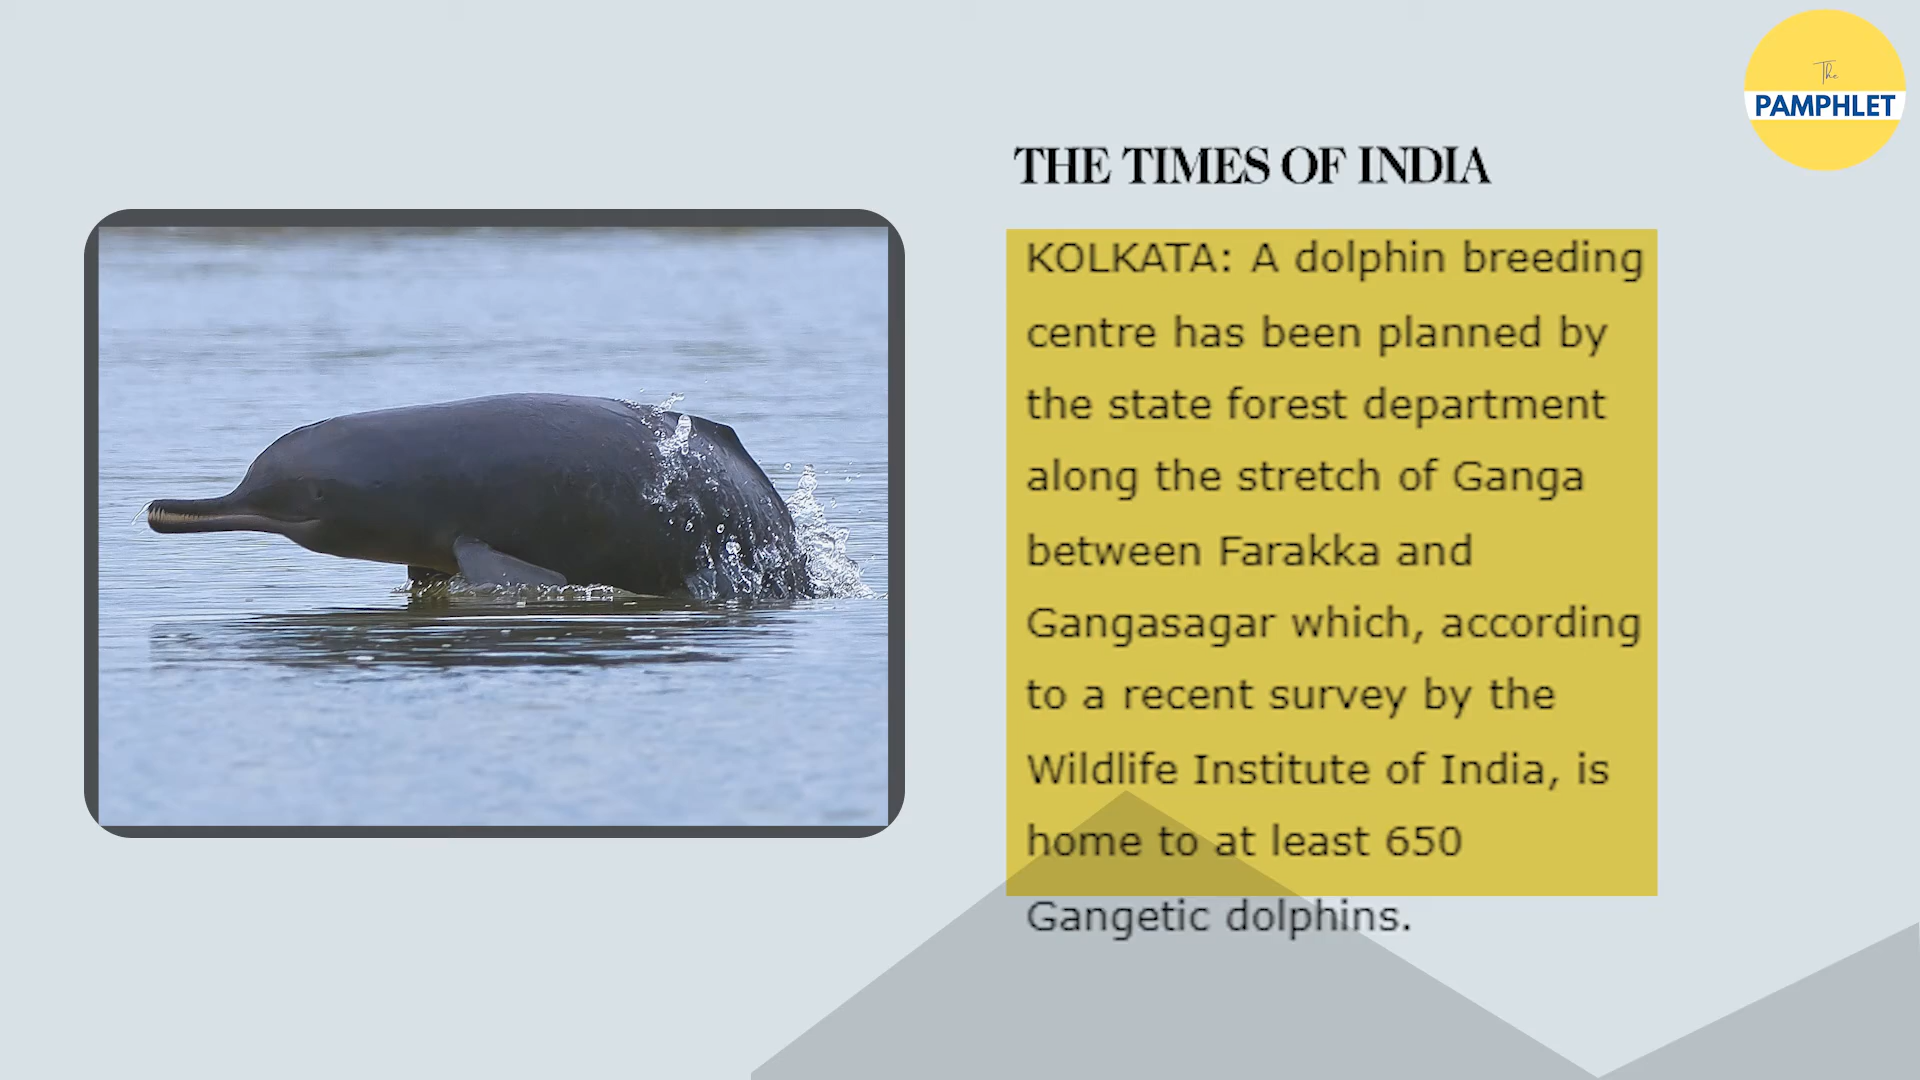 The
PAMPHLET
THE TIMES OF INDIA
KOLKATA: A dolphin breeding
centre has been planned by
the state forest department
along the stretch of Ganga
between Farakka and
Gangasagar which, according
to a recent survey by the
Wildlife Institute of India, is
home to at least 650
Gangetic dolphins.